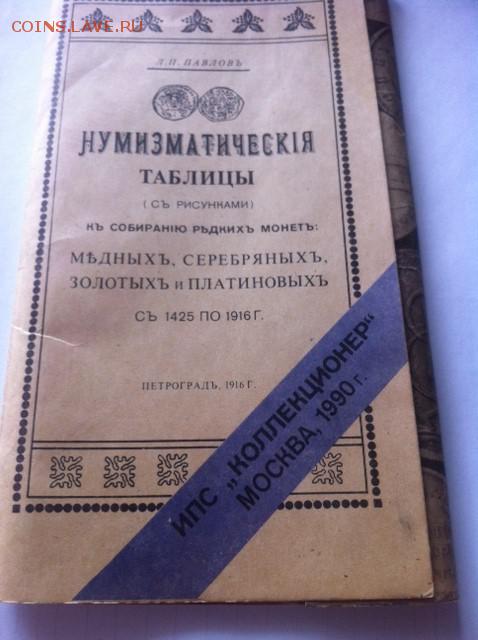 COINS.LAVE.RU
Л.П. ПАВЛОВЪ
НУМИЗМАТИЧЕСКІЯ
ТАБЛИЦЫ
(СЪ РИСУНКАМИ)
КЪ СОБИРАНІЮ РѢДКИХЪ МОНЕТЪ:
МѢДНЫХЪ, СЕРЕБРЯНЫХЪ,
ЗОЛОТЫХЪ и ПЛАТИНОВЫХЪ
СЪ 1425 ПО 1916 Г.
ПЕТРОГРАДЪ, 1916 Г.
ИПС „КОЛЛЕКЦИОНЕР“
МОСКВА, 1990 Г.